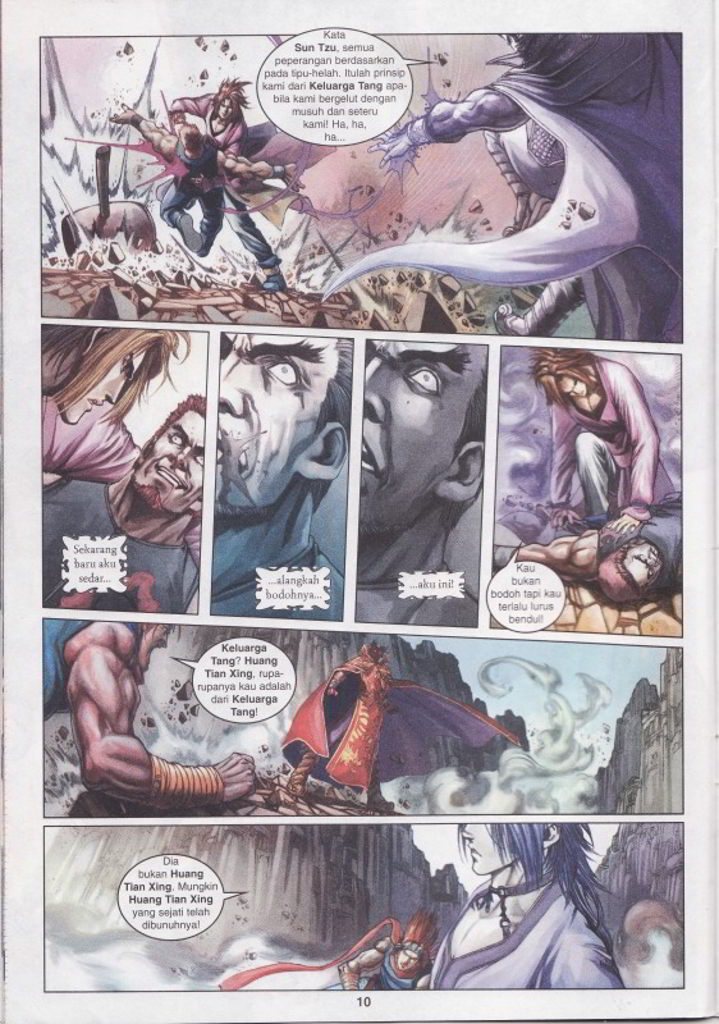 Kata
Sun Tzu, semua
peperangan berdasarkan
pada tipu-helah. Itulah prinsip
kami dari Keluarga Tang apa-
bila kami bergelut dengan
musuh dan seteru
kami! Ha, ha,
ha...
Sekarang
baru aku
sedar...
...alangkah
bodohnya...
...aku ini!
Kau
bukan
bodoh tapi kau
terlalu lurus
bendul!
Keluarga
Tang? Huang
Tian Xing, rupa-
rupanya kau adalah
dari Keluarga
Tang!
Dia
bukan Huang
Tian Xing. Mungkin
Huang Tian Xing
yang sejati telah
dibunuhnya!
10